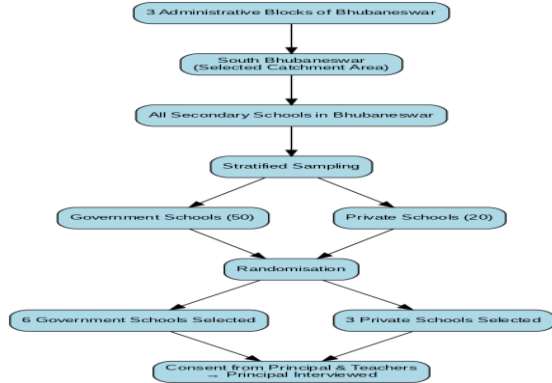 3 Administrative Blocks of Bhubaneswar
South Bhubaneswar
(Selected Catchment Area)
All Secondary Schools in Bhubaneswar
Stratified Sampling
Government Schools (50)
Private Schools (20)
Randomisation
6 Government Schools Selected
3 Private Schools Selected
Consent from Principal & Teachers
→ Principal Interviewed